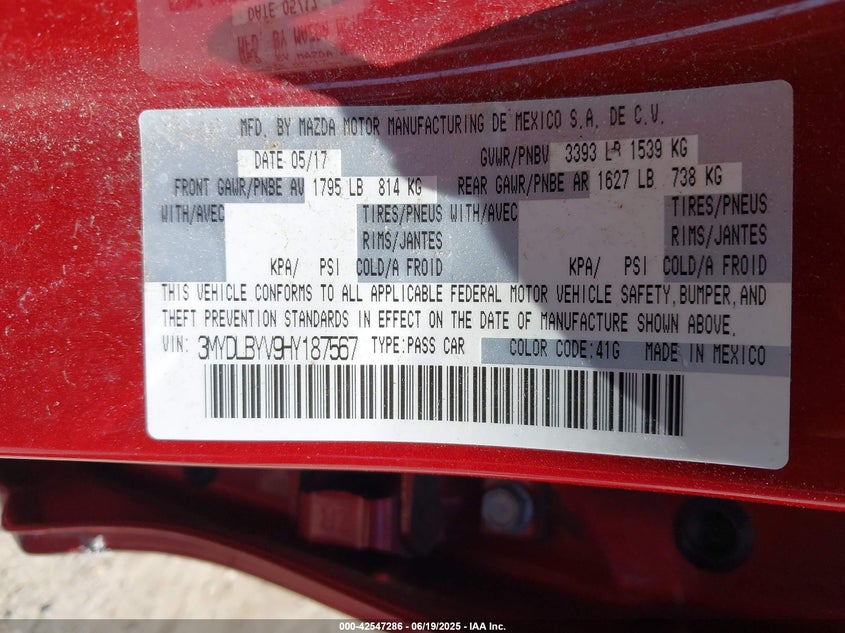 MFD. BY MAZDA MOTOR MANUFACTURING DE MEXICO S.A. DE C.V.
DATE 05/17 GVWR/PNBV 3393 LB 1539 KG
FRONT GAWR/PNBE AV 1795 LB 814 KG REAR GAWR/PNBE AR 1627 LB 738 KG
WITH/AVEC TIRES/PNEUS WITH/AVEC TIRES/PNEUS
RIMS/JANTES RIMS/JANTES
KPA/ PSI COLD/A FROID KPA/ PSI COLD/A FROID
THIS VEHICLE CONFORMS TO ALL APPLICABLE FEDERAL MOTOR VEHICLE SAFETY, BUMPER, AND
THEFT PREVENTION STANDARDS IN EFFECT ON THE DATE OF MANUFACTURE SHOWN ABOVE.
VIN: 3MYDLBYV9HY187567 TYPE:PASS CAR COLOR CODE:41G MADE IN MEXICO
000-42547286 - 06/19/2025 - IAA Inc.